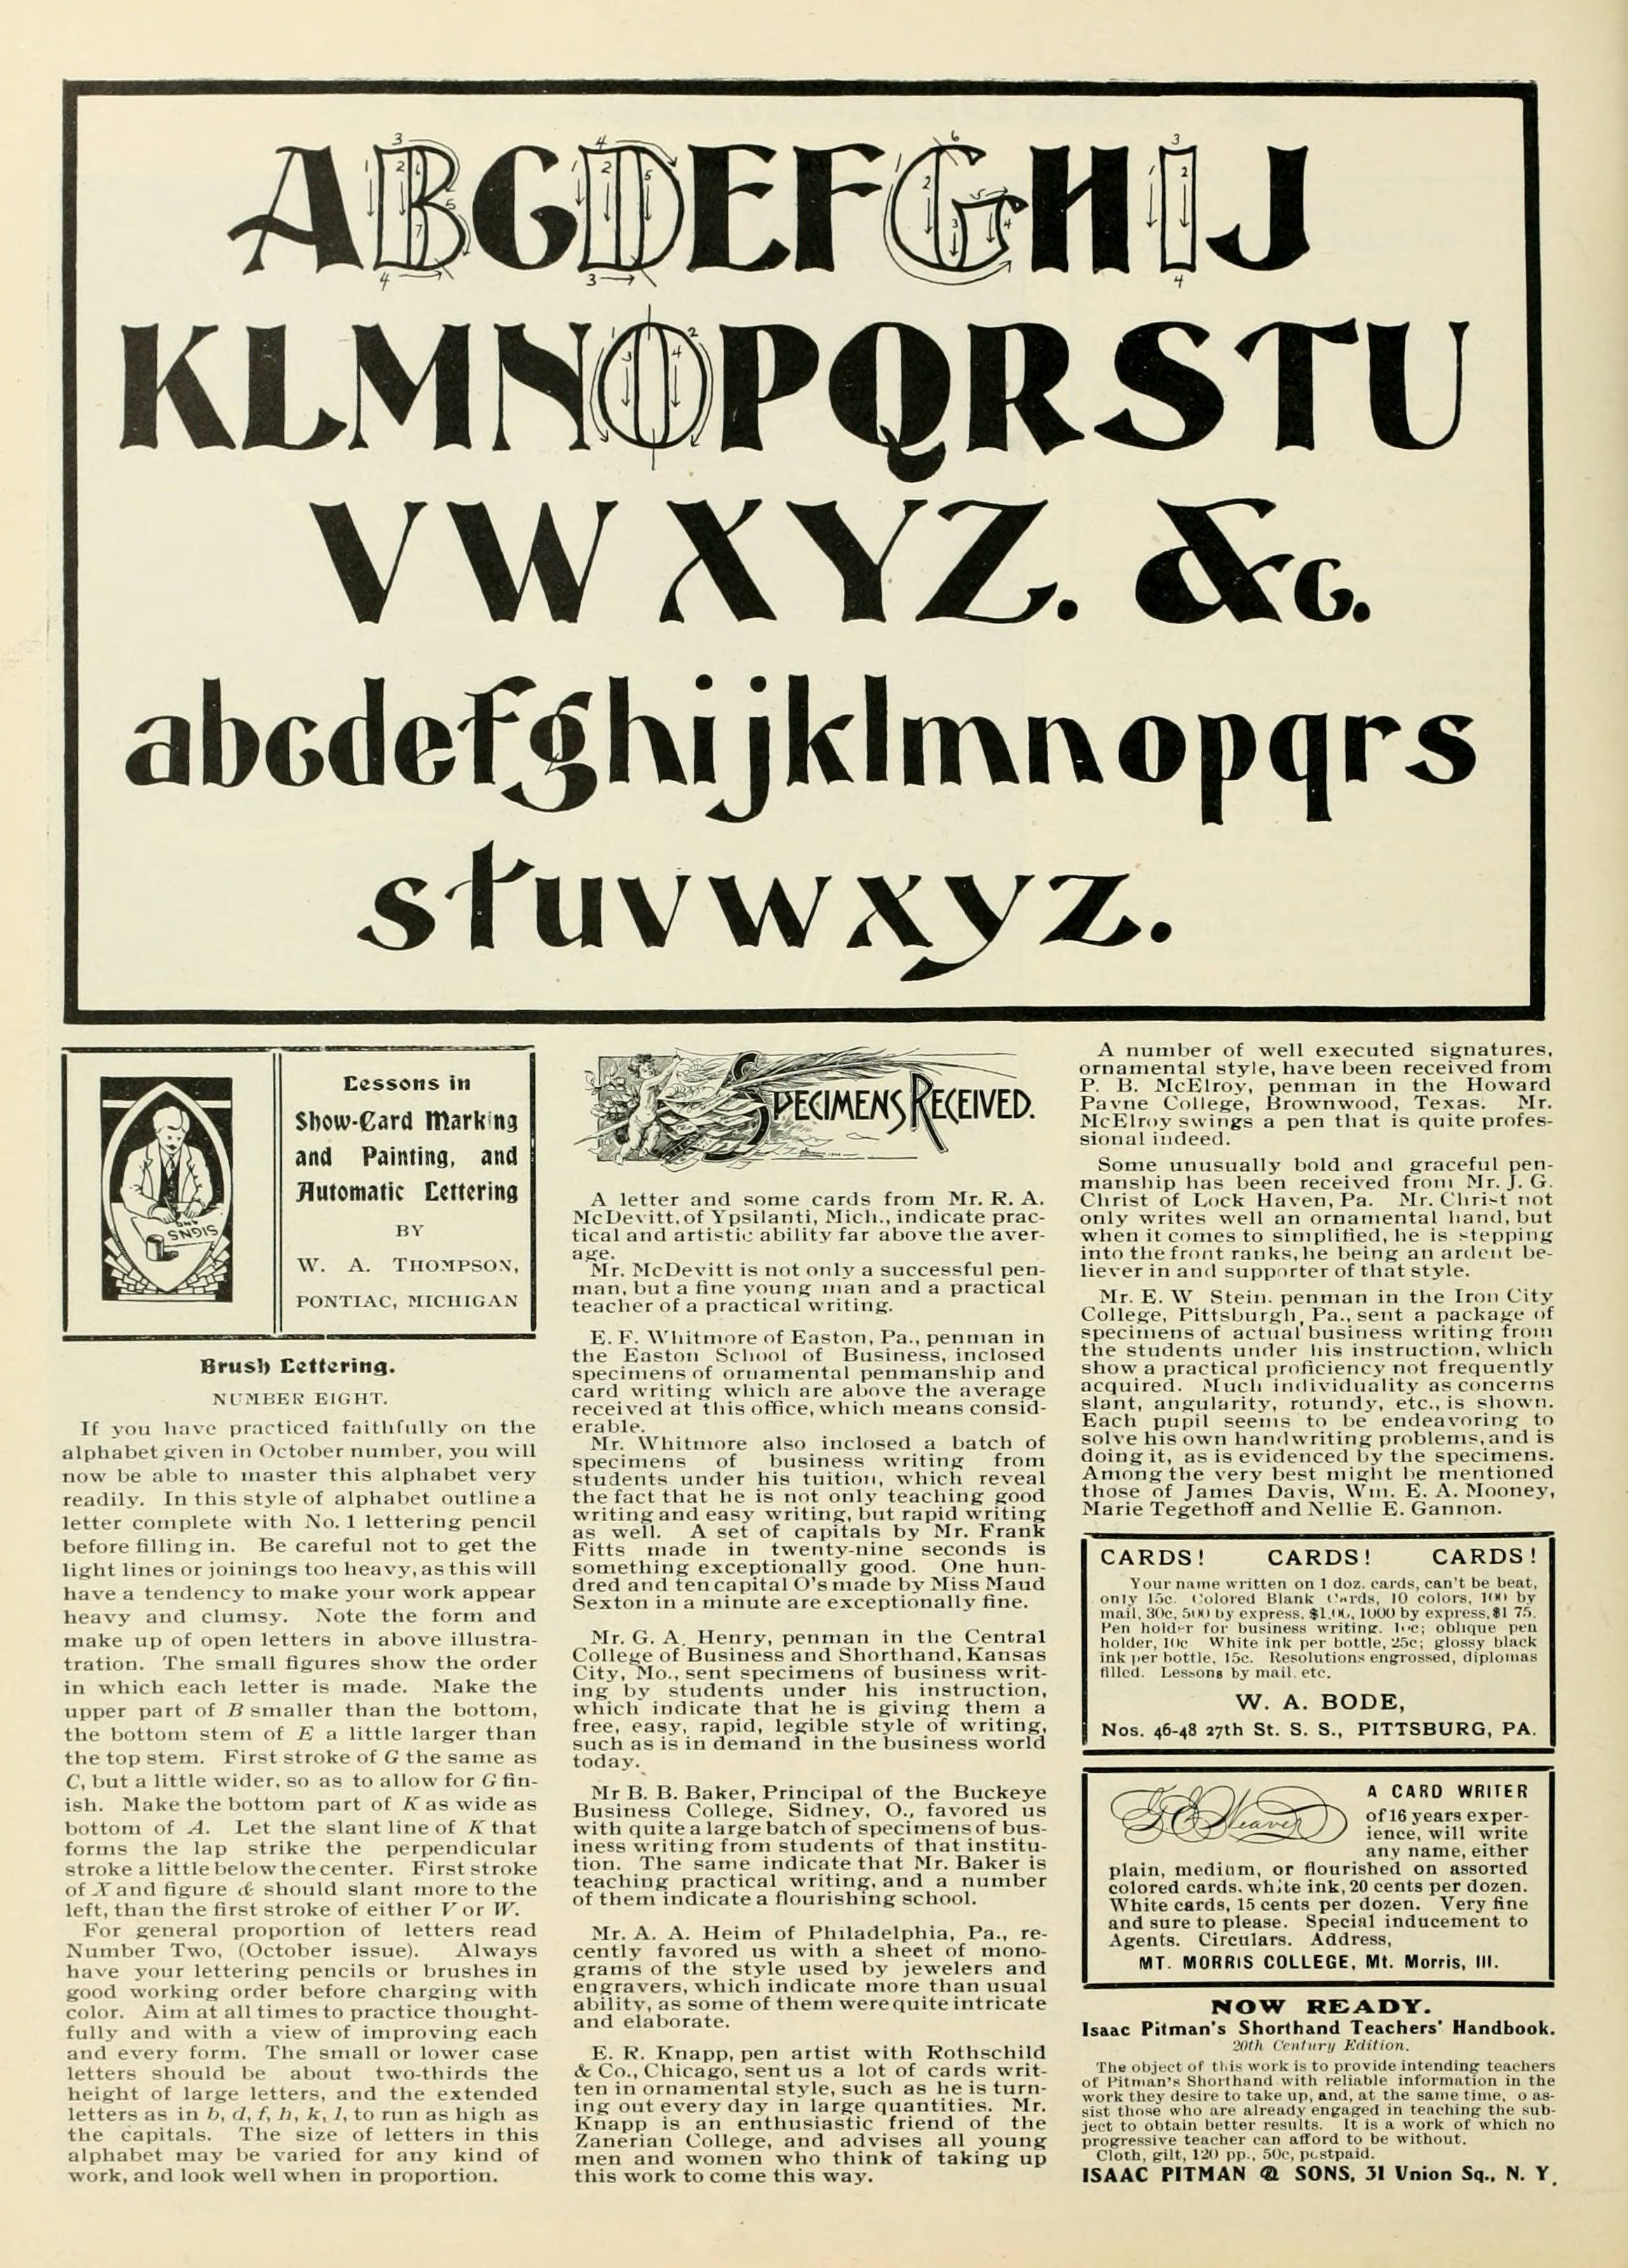 ABCDEFGHIJ
KLMNOPQRSTU
VWXYZ. &c.
abcdefghijklmnopqrs
stuvwxyz.
Lessons in
Show-Card Marking
and Painting, and
Automatic Lettering
BY
W. A. THOMPSON,
PONTIAC, MICHIGAN
SIGNS
AND
Brush Lettering.
NUMBER EIGHT.
If you have practiced faithfully on the
alphabet given in October number, you will
now be able to master this alphabet very
readily. In this style of alphabet outline a
letter complete with No. 1 lettering pencil
before filling in. Be careful not to get the
light lines or joinings too heavy, as this will
have a tendency to make your work appear
heavy and clumsy. Note the form and
make up of open letters in above illustra-
tration. The small figures show the order
in which each letter is made. Make the
upper part of B smaller than the bottom,
the bottom stem of E a little larger than
the top stem. First stroke of G the same as
C, but a little wider, so as to allow for G fin-
ish. Make the bottom part of K as wide as
bottom of A. Let the slant line of K that
forms the lap strike the perpendicular
stroke a little below the center. First stroke
of X and figure & should slant more to the
left, than the first stroke of either V or W.
For general proportion of letters read
Number Two, (October issue). Always
have your lettering pencils or brushes in
good working order before charging with
color. Aim at all times to practice thought-
fully and with a view of improving each
and every form. The small or lower case
letters should be about two-thirds the
height of large letters, and the extended
letters as in b, d, f, h, k, l, to run as high as
the capitals. The size of letters in this
alphabet may be varied for any kind of
work, and look well when in proportion.
SPECIMENS RECEIVED.
A letter and some cards from Mr. R. A.
McDevitt, of Ypsilanti, Mich., indicate prac-
tical and artistic ability far above the aver-
age.
Mr. McDevitt is not only a successful pen-
man, but a fine young man and a practical
teacher of a practical writing.
E. F. Whitmore of Easton, Pa., penman in
the Easton School of Business, inclosed
specimens of ornamental penmanship and
card writing which are above the average
received at this office, which means consid-
erable.
Mr. Whitmore also inclosed a batch of
specimens of business writing from
students under his tuition, which reveal
the fact that he is not only teaching good
writing and easy writing, but rapid writing
as well. A set of capitals by Mr. Frank
Fitts made in twenty-nine seconds is
something exceptionally good. One hun-
dred and ten capital O's made by Miss Maud
Sexton in a minute are exceptionally fine.
Mr. G. A. Henry, penman in the Central
College of Business and Shorthand, Kansas
City, Mo., sent specimens of business writ-
ing by students under his instruction,
which indicate that he is giving them a
free, easy, rapid, legible style of writing,
such as is in demand in the business world
today.
Mr B. B. Baker, Principal of the Buckeye
Business College, Sidney, O., favored us
with quite a large batch of specimens of bus-
iness writing from students of that institu-
tion. The same indicate that Mr. Baker is
teaching practical writing, and a number
of them indicate a flourishing school.
Mr. A. A. Heim of Philadelphia, Pa., re-
cently favored us with a sheet of mono-
grams of the style used by jewelers and
engravers, which indicate more than usual
ability, as some of them were quite intricate
and elaborate.
E. R. Knapp, pen artist with Rothschild
& Co., Chicago, sent us a lot of cards writ-
ten in ornamental style, such as he is turn-
ing out every day in large quantities. Mr.
Knapp is an enthusiastic friend of the
Zanerian College, and advises all young
men and women who think of taking up
this work to come this way.
A number of well executed signatures,
ornamental style, have been received from
P. B. McElroy, penman in the Howard
Payne College, Brownwood, Texas. Mr.
McElroy swings a pen that is quite profes-
sional indeed.
Some unusually bold and graceful pen-
manship has been received from Mr. J. G.
Christ of Lock Haven, Pa. Mr. Christ not
only writes well an ornamental hand, but
when it comes to simplified, he is stepping
into the front ranks, he being an ardent be-
liever in and supporter of that style.
Mr. E. W Stein. penman in the Iron City
College, Pittsburgh, Pa., sent a package of
specimens of actual business writing from
the students under his instruction, which
show a practical proficiency not frequently
acquired. Much individuality as concerns
slant, angularity, rotundy, etc., is shown.
Each pupil seems to be endeavoring to
solve his own handwriting problems, and is
doing it, as is evidenced by the specimens.
Among the very best might be mentioned
those of James Davis, Wm. E. A. Mooney,
Marie Tegethoff and Nellie E. Gannon.
CARDS! CARDS! CARDS!
Your name written on 1 doz. cards, can't be beat,
only 15c. Colored Blank Cards, 10 colors, 100 by
mail, 30c, 500 by express, $1.00, 1000 by express, $1 75.
Pen holder for business writing. 10c; oblique pen
holder, 10c White ink per bottle, 25c; glossy black
ink per bottle, 15c. Resolutions engrossed, diplomas
filled. Lessons by mail. etc.
W. A. BODE,
Nos. 46-48 27th St. S. S., PITTSBURG, PA.
G E Weaver
A CARD WRITER
of 16 years exper-
ience, will write
any name, either
plain, medium, or flourished on assorted
colored cards. white ink, 20 cents per dozen.
White cards, 15 cents per dozen. Very fine
and sure to please. Special inducement to
Agents. Circulars. Address,
MT. MORRIS COLLEGE, Mt. Morris, Ill.
NOW READY.
Isaac Pitman's Shorthand Teachers' Handbook.
20th Century Edition.
The object of this work is to provide intending teachers
of Pitman's Shorthand with reliable information in the
work they desire to take up, and, at the same time, o as-
sist those who are already engaged in teaching the sub-
ject to obtain better results. It is a work of which no
progressive teacher can afford to be without.
Cloth, gilt, 120 pp., 50c, postpaid.
ISAAC PITMAN & SONS, 31 Union Sq., N. Y.